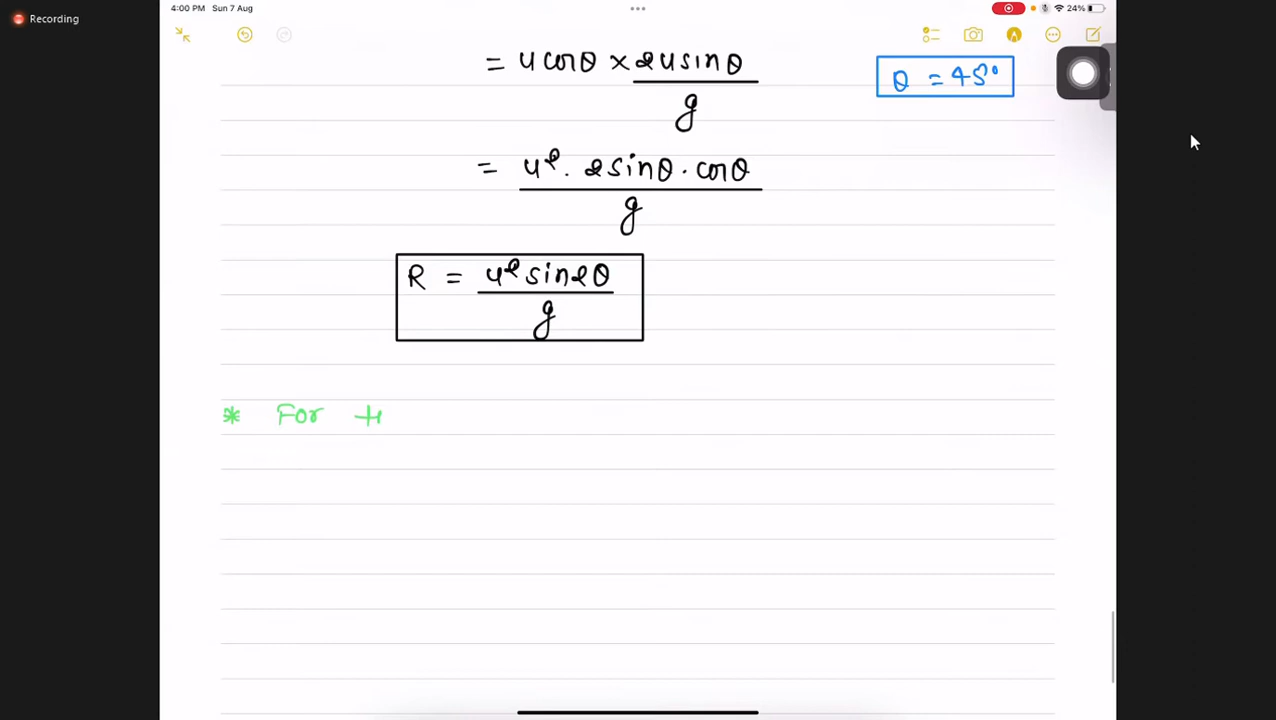 Recording
4:00 PM Sun 7 Aug
24%
= u cosθ × 2u sinθ
g
θ = 45°
= u². 2sinθ · cosθ
g
R = u² sin2θ
g
* For